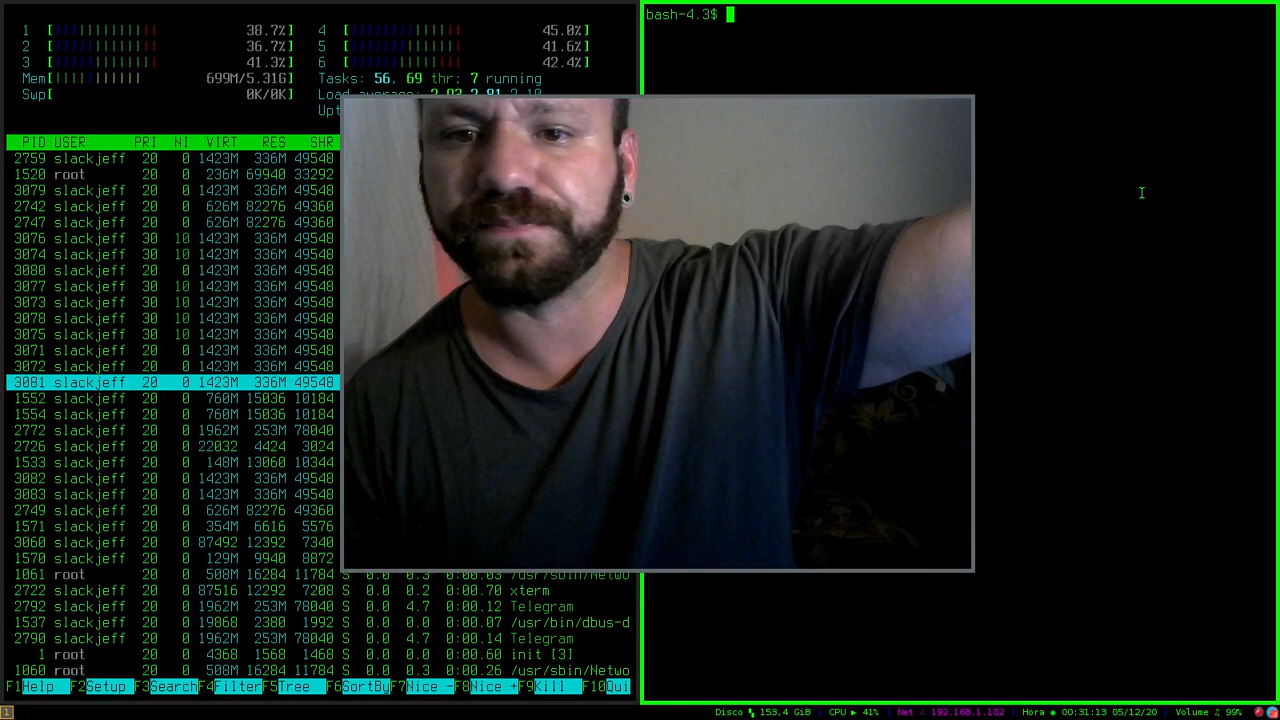 1 [ 38.7%] 4 [ 45.0%]
2 [ 36.7%] 5 [ 41.6%]
3 [ 41.3%] 6 [ 42.4%]
Mem[ 699M/5.31G] Tasks: 56, 69 thr; 7 running
Swp[ 0K/0K] Load average: 2.03 2.81 2.10
Upt
PID USER PRI NI VIRT RES SHR
2759 slackjeff 20 0 1423M 336M 49548
1520 root 20 0 236M 69940 33292
3079 slackjeff 20 0 1423M 336M 49548
2742 slackjeff 20 0 626M 82276 49360
2747 slackjeff 20 0 626M 82276 49360
3076 slackjeff 30 10 1423M 336M 49548
3074 slackjeff 30 10 1423M 336M 49548
3080 slackjeff 20 0 1423M 336M 49548
3077 slackjeff 30 10 1423M 336M 49548
3073 slackjeff 30 10 1423M 336M 49548
3078 slackjeff 30 10 1423M 336M 49548
3075 slackjeff 30 10 1423M 336M 49548
3071 slackjeff 20 0 1423M 336M 49548
3072 slackjeff 20 0 1423M 336M 49548
3081 slackjeff 20 0 1423M 336M 49548
1552 slackjeff 20 0 760M 15036 10184
1554 slackjeff 20 0 760M 15036 10184
2772 slackjeff 20 0 1962M 253M 78040
2726 slackjeff 20 0 22032 4424 3024
1533 slackjeff 20 0 148M 13060 10344
3082 slackjeff 20 0 1423M 336M 49548
3083 slackjeff 20 0 1423M 336M 49548
2749 slackjeff 20 0 626M 82276 49360
1571 slackjeff 20 0 354M 6616 5576
3060 slackjeff 20 0 87492 12392 7340
1570 slackjeff 20 0 129M 9940 8872
1061 root 20 0 508M 16284 11784 S 0.0 0.3 0:00.03 /usr/sbin/Netwo
2722 slackjeff 20 0 87516 12292 7208 S 0.0 0.2 0:00.70 xterm
2792 slackjeff 20 0 1962M 253M 78040 S 0.0 4.7 0:00.12 Telegram
1537 slackjeff 20 0 19868 2380 1992 S 0.0 0.0 0:00.07 /usr/bin/dbus-d
2790 slackjeff 20 0 1962M 253M 78040 S 0.0 4.7 0:00.14 Telegram
1 root 20 0 4368 1568 1468 S 0.0 0.0 0:00.60 init [3]
1060 root 20 0 508M 16284 11784 S 0.0 0.3 0:00.26 /usr/sbin/Netwo
F1Help F2Setup F3SearchF4FilterF5Tree F6SortByF7Nice -F8Nice +F9Kill F10Qui
bash-4.3$
1 Disco 153,4 GiB | CPU ▶ 41% | Net 192.168.1.102 | Hora ◉ 00:31:13 05/12/20 | Volume ♫ 99%